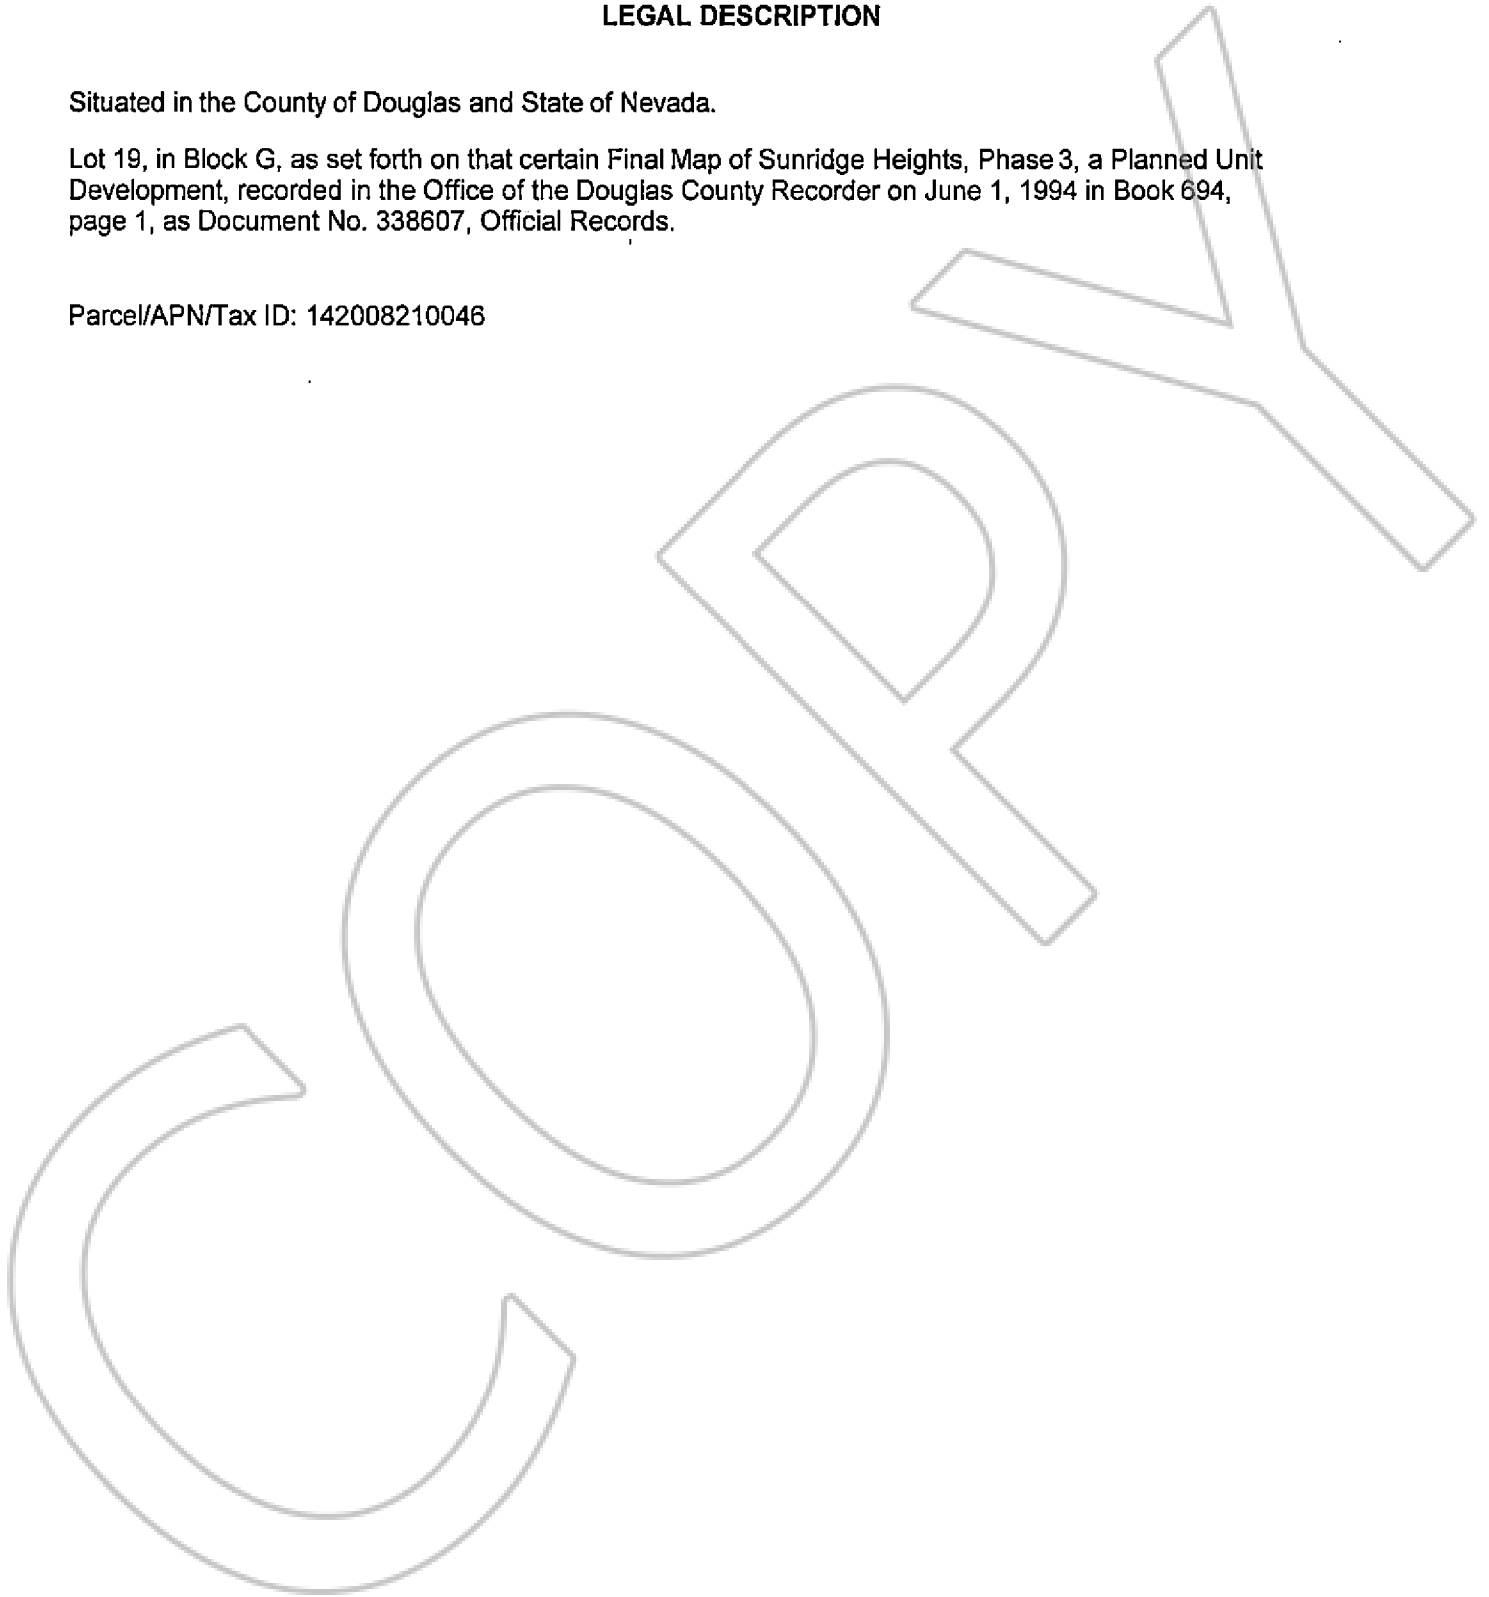 LEGAL DESCRIPTION
Situated in the County of Douglas and State of Nevada.
Lot 19, in Block G, as set forth on that certain Final Map of Sunridge Heights, Phase 3, a Planned Unit
Development, recorded in the Office of the Douglas County Recorder on June 1, 1994 in Book 694,
page 1, as Document No. 338607, Official Records.
Parcel/APN/Tax ID: 142008210046
COPY